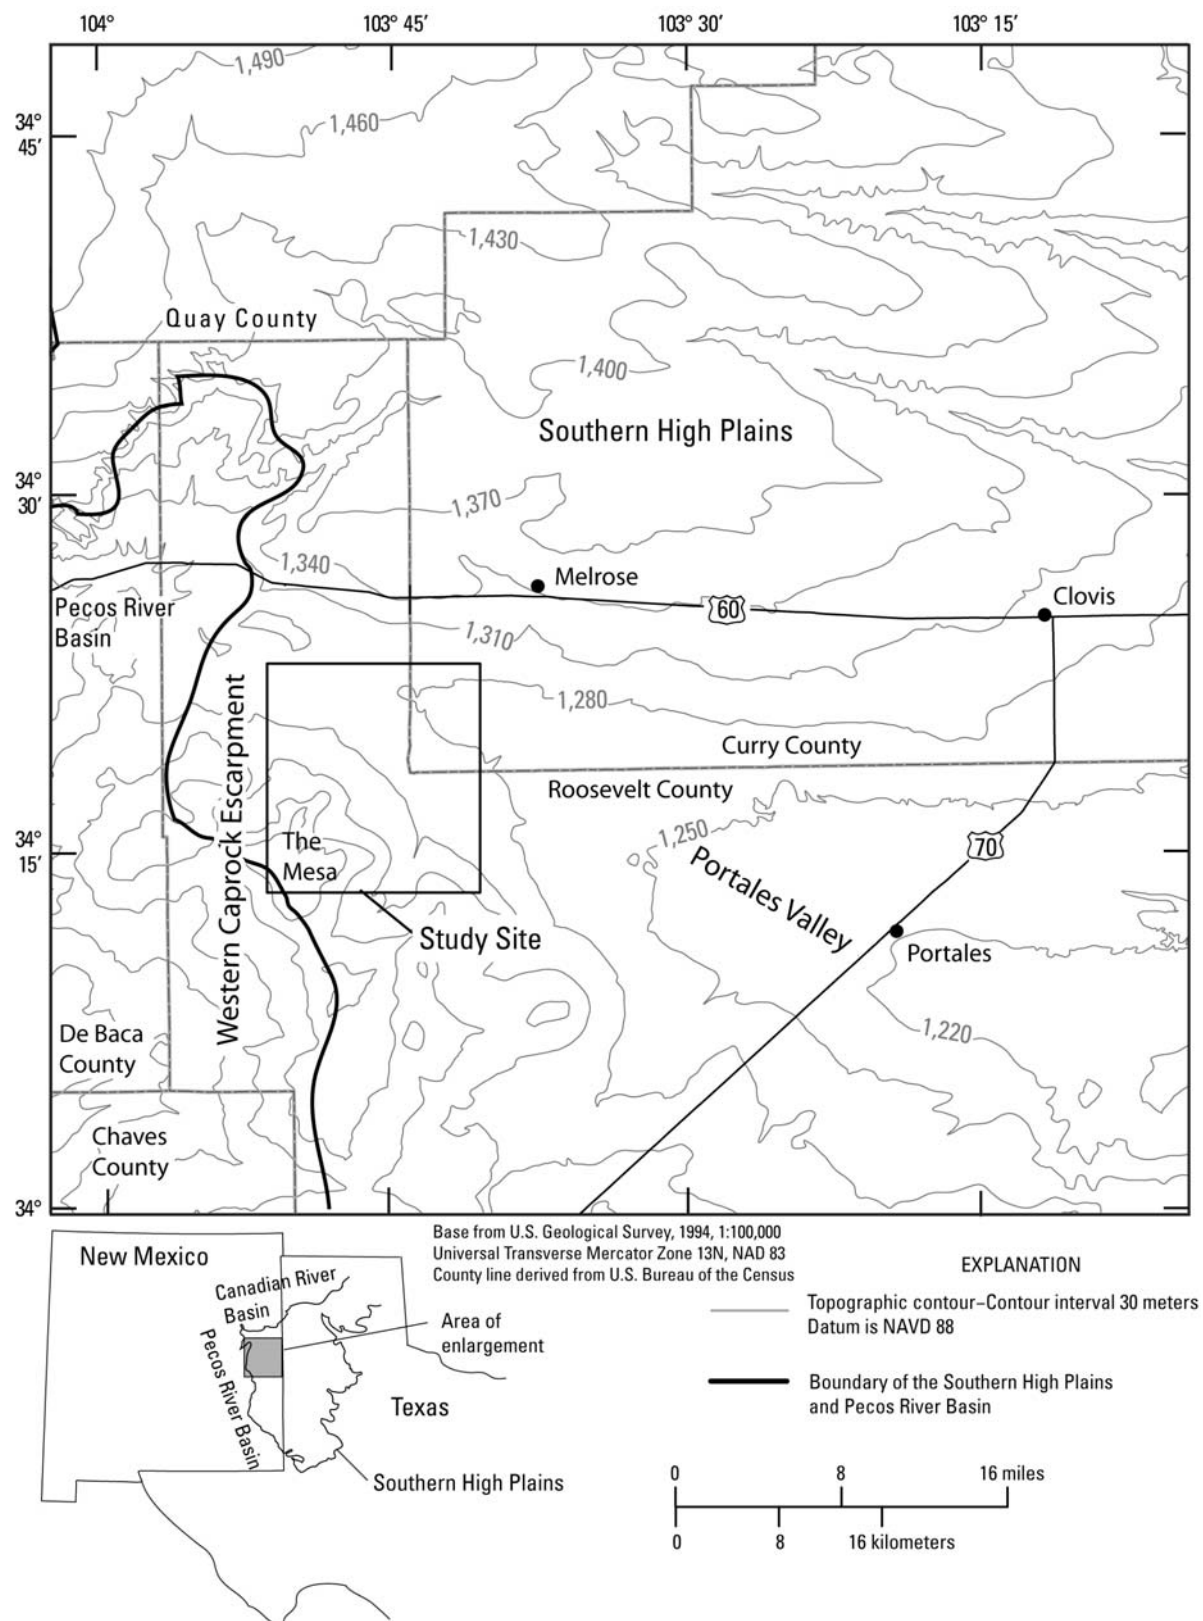 104°
103° 45′
103° 30′
103° 15′
1,490
34°
45′
1,460
1,430
Quay County
1,400
Southern High Plains
34°
30′
1,370
1,340
Melrose
60
Clovis
Pecos River
Basin
1,310
1,280
Western Caprock Escarpment
Curry County
Roosevelt County
34°
15′
The
Mesa
1,250
70
Portales Valley
Study Site
Portales
De Baca
County
1,220
Chaves
County
34°
New Mexico
Canadian River
Basin
Pecos River Basin
Area of
enlargement
Texas
Southern High Plains
Base from U.S. Geological Survey, 1994, 1:100,000
Universal Transverse Mercator Zone 13N, NAD 83
County line derived from U.S. Bureau of the Census
EXPLANATION
Topographic contour–Contour interval 30 meters
Datum is NAVD 88
Boundary of the Southern High Plains
and Pecos River Basin
0 8 16 miles
0 8 16 kilometers